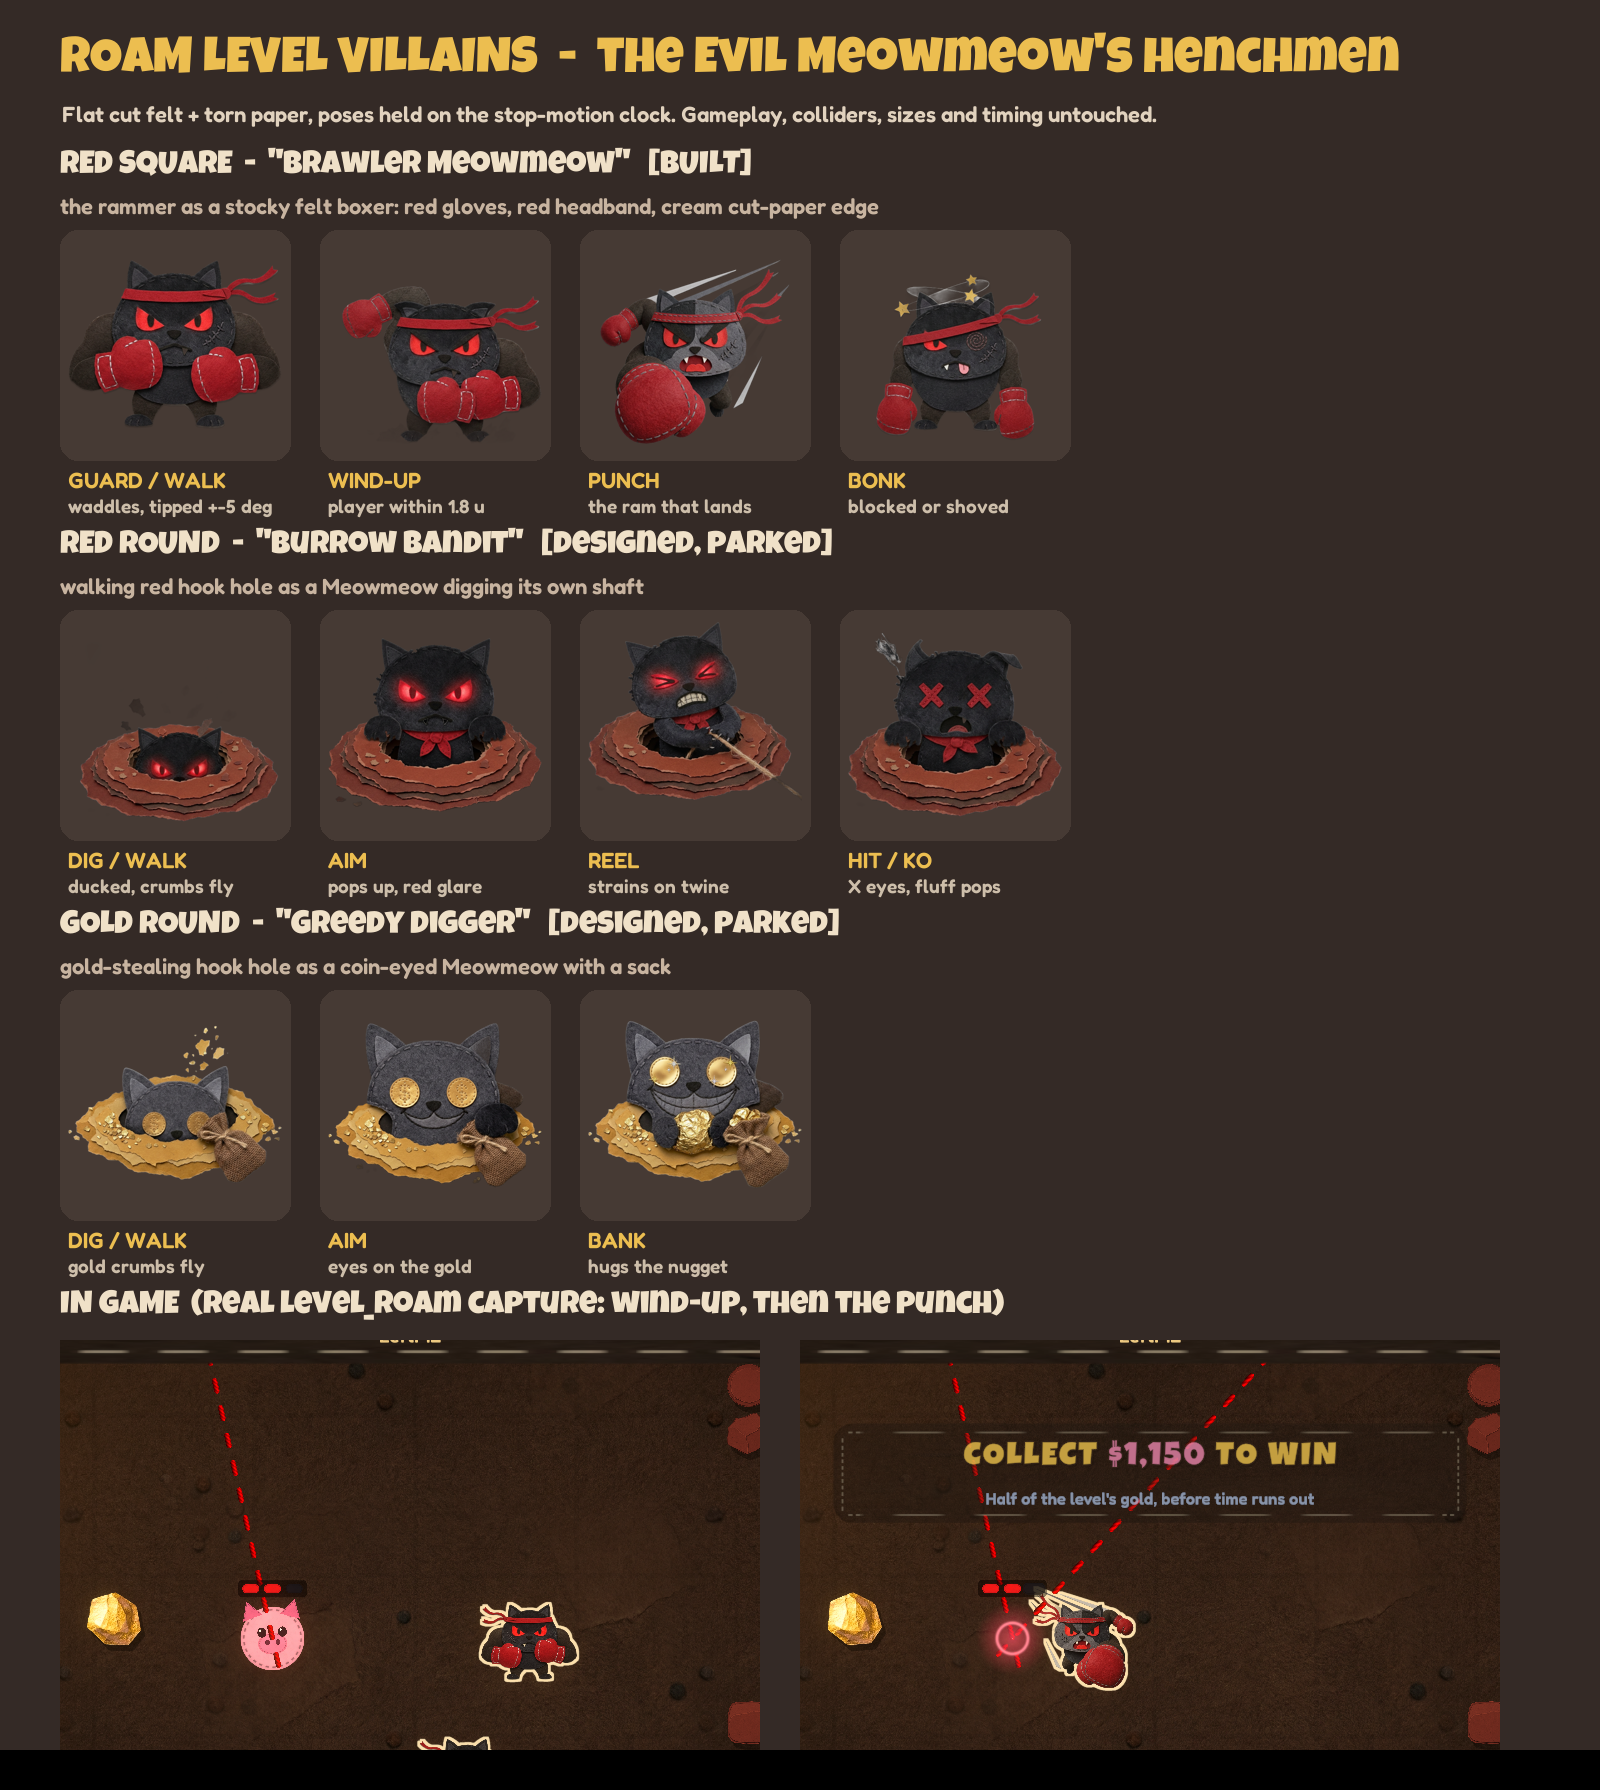 ROAM LEVEL VILLAINS - THE EVIL MEOWMEOW'S HENCHMEN
Flat cut felt + torn paper, poses held on the stop-motion clock. Gameplay, colliders, sizes and timing untouched.
RED SQUARE - "BRAWLER MEOWMEOW" [BUILT]
the rammer as a stocky felt boxer: red gloves, red headband, cream cut-paper edge
GUARD / WALK
waddles, tipped +-5 deg
WIND-UP
player within 1.8 u
PUNCH
the ram that lands
BONK
blocked or shoved
RED ROUND - "BURROW BANDIT" [DESIGNED, PARKED]
walking red hook hole as a Meowmeow digging its own shaft
DIG / WALK
ducked, crumbs fly
AIM
pops up, red glare
REEL
strains on twine
HIT / KO
X eyes, fluff pops
GOLD ROUND - "GREEDY DIGGER" [DESIGNED, PARKED]
gold-stealing hook hole as a coin-eyed Meowmeow with a sack
DIG / WALK
gold crumbs fly
AIM
eyes on the gold
BANK
hugs the nugget
IN GAME (REAL LEVEL_ROAM CAPTURE: WIND-UP, THEN THE PUNCH)
COLLECT $1,150 TO WIN
Half of the level's gold, before time runs out